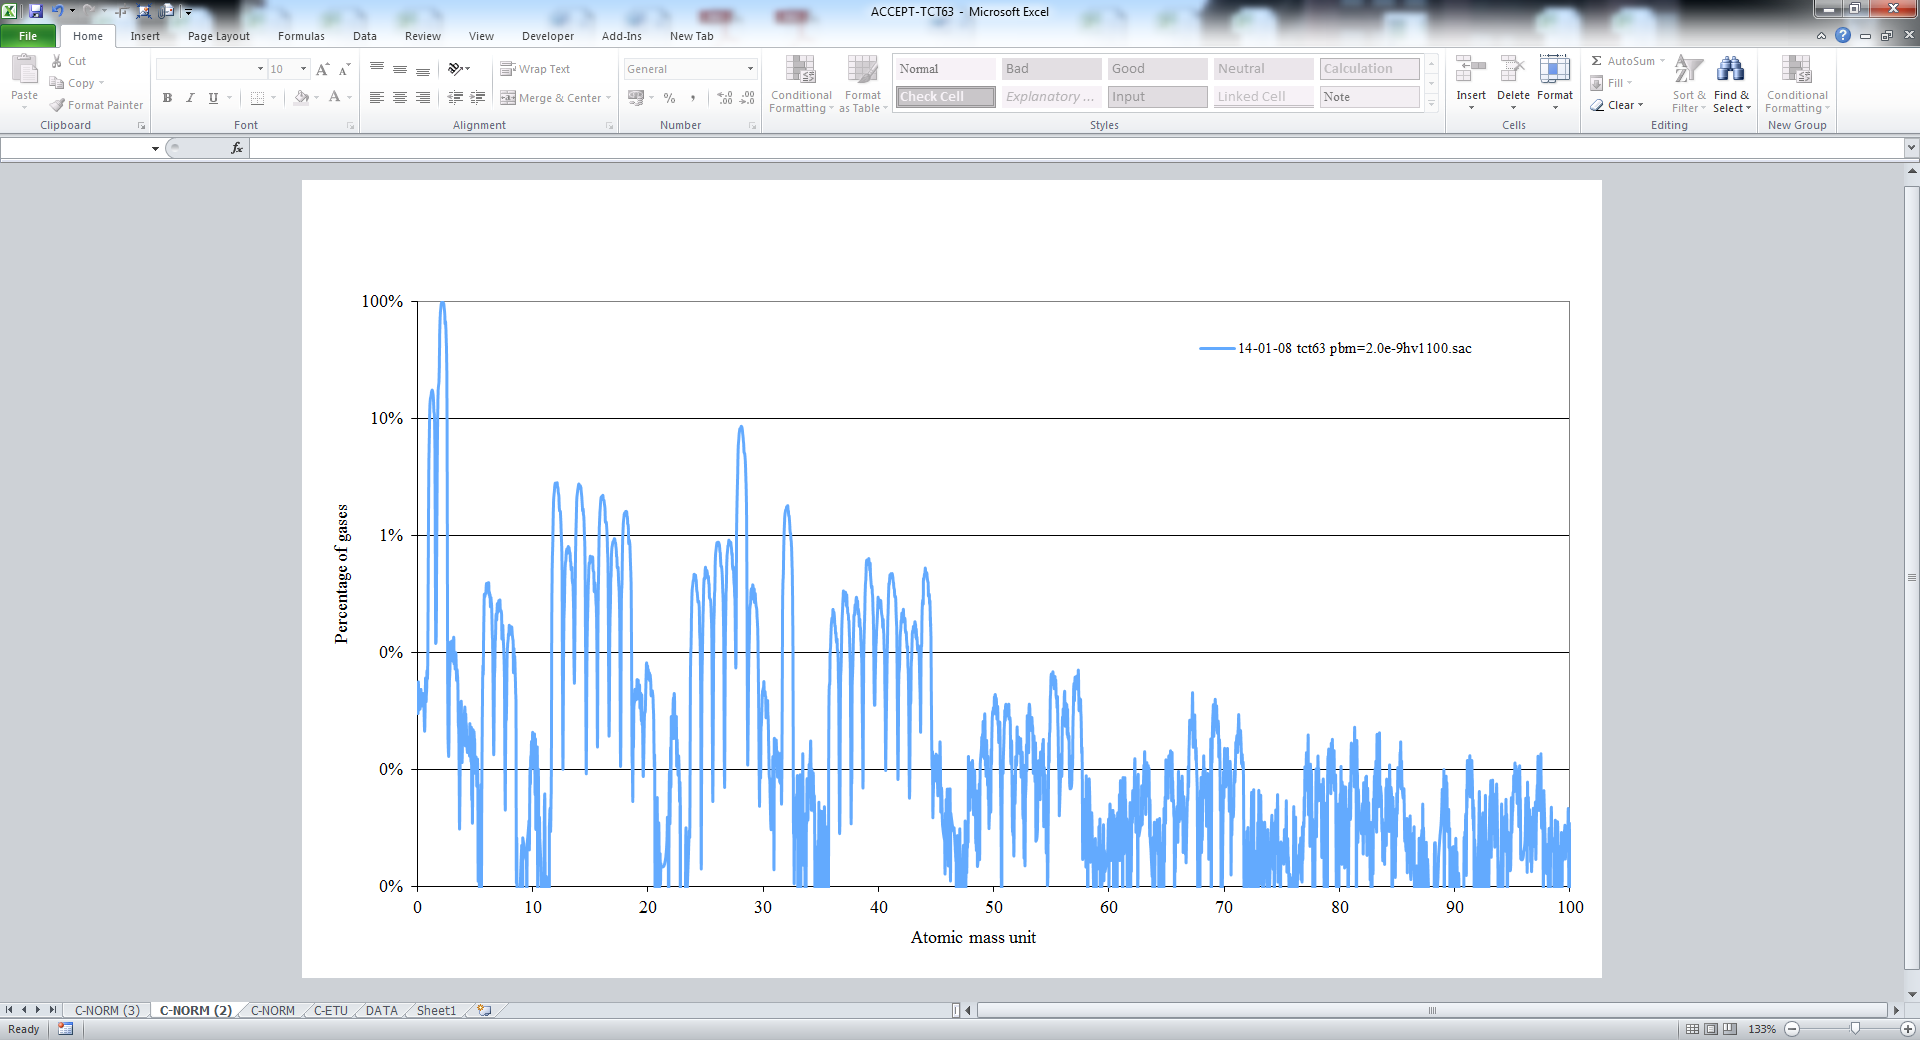 ACCEPT-TCT63 - Microsoft Excel
File Home Insert Page Layout Formulas Data Review View Developer Add-Ins New Tab
Paste
Cut
Copy
Format Painter
Clipboard
10
B I U
Font
Wrap Text
Merge & Center
Alignment
General
%
Number
Conditional Formatting
Format as Table
Normal Bad Good Neutral Calculation
Check Cell Explanatory ... Input Linked Cell Note
Styles
Insert Delete Format
Cells
AutoSum
Fill
Clear
Sort & Filter
Find & Select
Editing
Conditional Formatting
New Group
fx
14-01-08 tct63 pbm=2.0e-9hv1100.sac
Percentage of gases
100%
10%
1%
0%
0%
0%
0 10 20 30 40 50 60 70 80 90 100
Atomic mass unit
C-NORM (3) C-NORM (2) C-NORM C-ETU DATA Sheet1
Ready
133%